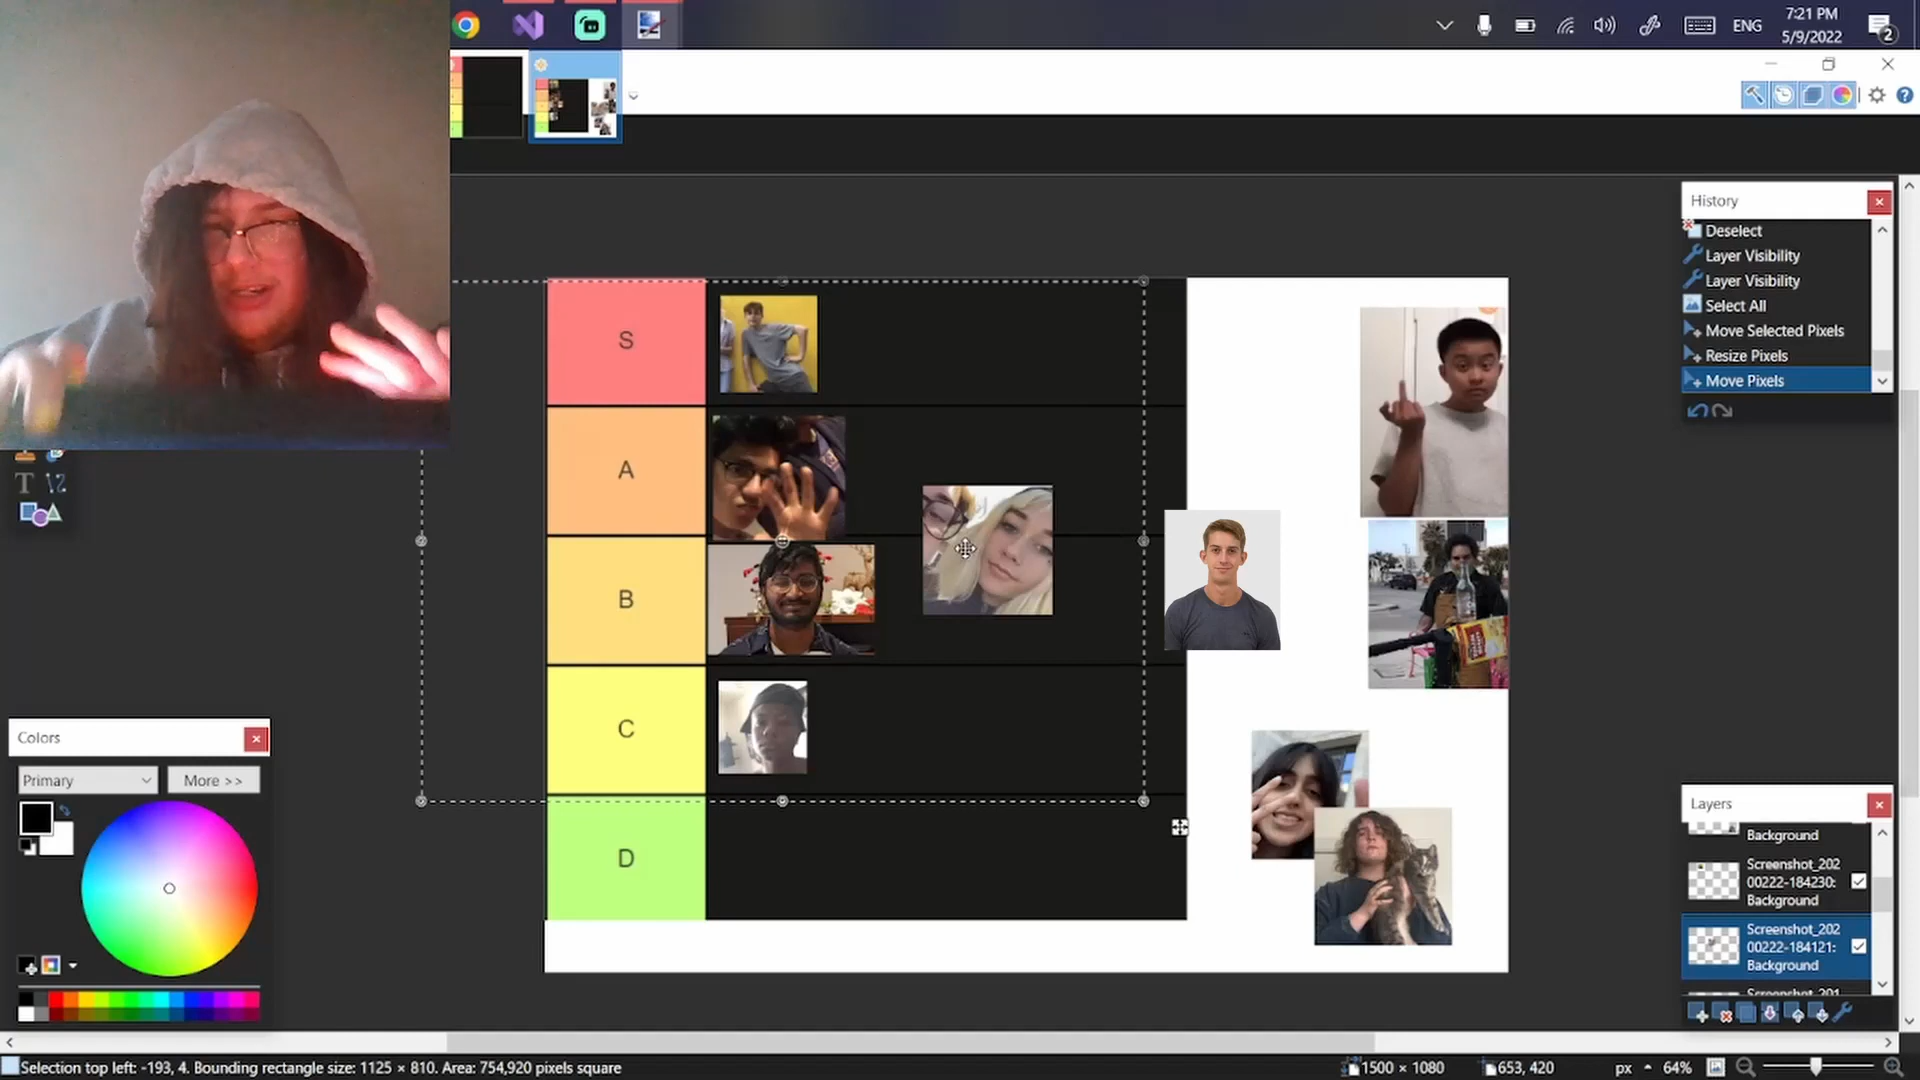 ENG
7:21 PM
5/9/2022
2
History
Deselect
Layer Visibility
Layer Visibility
Select All
Move Selected Pixels
Resize Pixels
Move Pixels
S
A
B
C
D
T
Colors
Primary
More >>
Layers
Background
Screenshot_202
00222-184230:
Background
Screenshot_202
00222-184121:
Background
Selection top left: -193, 4. Bounding rectangle size: 1125 × 810. Area: 754,920 pixels square
1500 × 1080
653, 420
px
64%